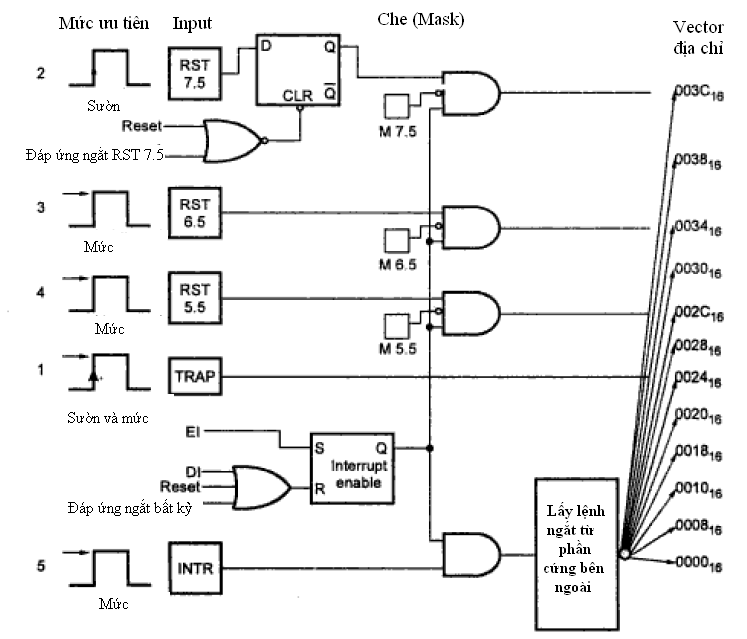 Mức ưu tiên Input Che (Mask) Vector
địa chỉ
2 RST
7.5 D Q
Q̅
CLR
Sườn
M 7.5
003C₁₆
Reset
Đáp ứng ngắt RST 7.5
0038₁₆
3 RST
6.5
Mức
M 6.5
0034₁₆
0030₁₆
4 RST
5.5
Mức
M 5.5
002C₁₆
0028₁₆
1 TRAP
Sườn và mức
0024₁₆
0020₁₆
EI
S Q
Interrupt
enable
R
DI
Reset
Đáp ứng ngắt bất kỳ
0018₁₆
0010₁₆
0008₁₆
0000₁₆
5 INTR
Mức
Lấy lệnh
ngắt từ
phần
cứng bên
ngoài